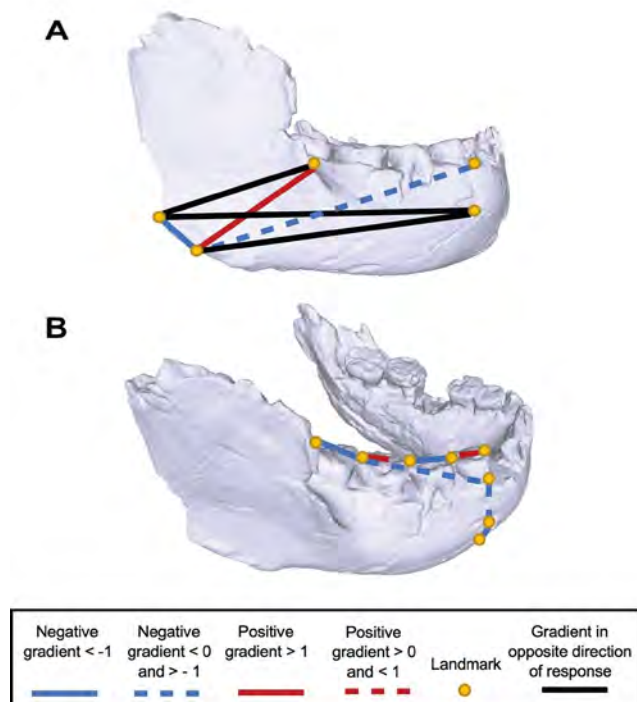 A
B
Negative gradient < -1
Negative gradient < 0 and > - 1
Positive gradient > 1
Positive gradient > 0 and < 1
Landmark
Gradient in opposite direction of response